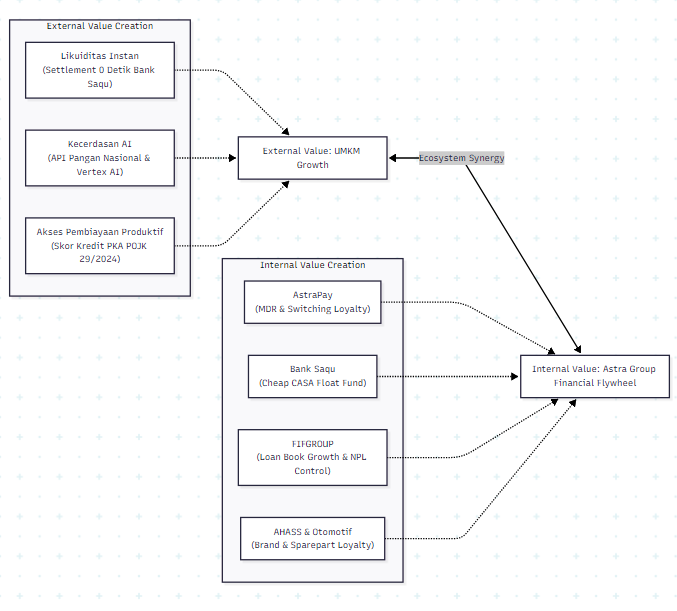 External Value Creation
Likuiditas Instan
(Settlement 0 Detik Bank
Saqu)
Kecerdasan AI
(API Pangan Nasional &
Vertex AI)
Akses Pembiayaan Produktif
(Skor Kredit PKA POJK
29/2024)
External Value: UMKM
Growth
Ecosystem Synergy
Internal Value Creation
AstraPay
(MDR & Switching Loyalty)
Bank Saqu
(Cheap CASA Float Fund)
FIFGROUP
(Loan Book Growth & NPL
Control)
AHASS & Otomotif
(Brand & Sparepart Loyalty)
Internal Value: Astra Group
Financial Flywheel